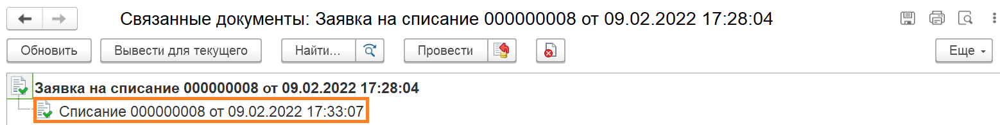 Связанные документы: Заявка на списание 000000008 от 09.02.2022 17:28:04
Обновить Вывести для текущего Найти... Провести Еще
Заявка на списание 000000008 от 09.02.2022 17:28:04
Списание 000000008 от 09.02.2022 17:33:07